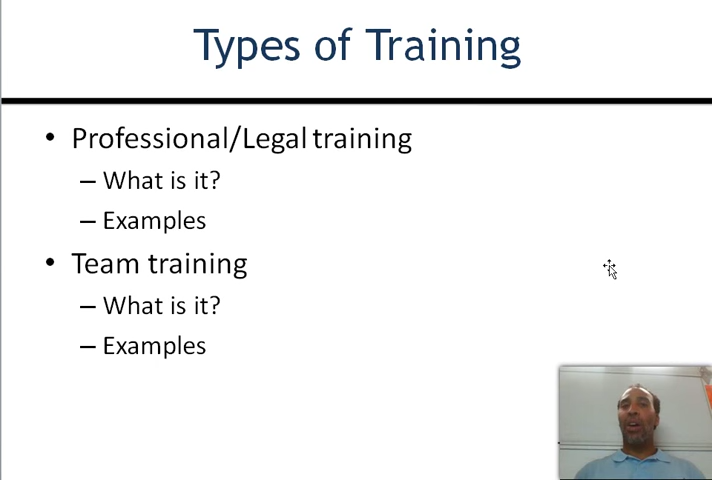 Types of Training
• Professional/Legal training
– What is it?
– Examples
• Team training
– What is it?
– Examples